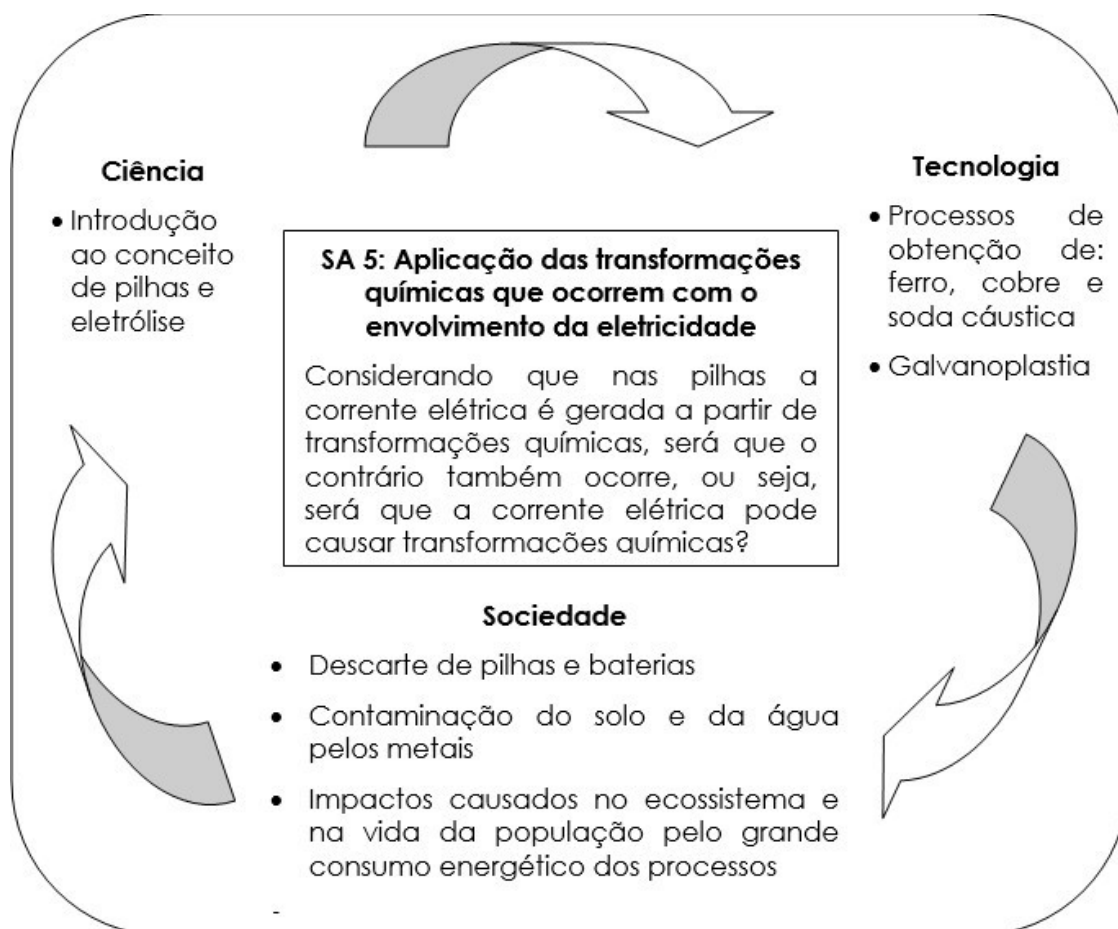 Ciência
• Introdução
ao conceito
de pilhas e
eletrólise
Tecnologia
• Processos de
obtenção de:
ferro, cobre e
soda cáustica
• Galvanoplastia
SA 5: Aplicação das transformações
químicas que ocorrem com o
envolvimento da eletricidade
Considerando que nas pilhas a
corrente elétrica é gerada a partir de
transformações químicas, será que o
contrário também ocorre, ou seja,
será que a corrente elétrica pode
causar transformações químicas?
Sociedade
• Descarte de pilhas e baterias
• Contaminação do solo e da água
pelos metais
• Impactos causados no ecossistema e
na vida da população pelo grande
consumo energético dos processos
-